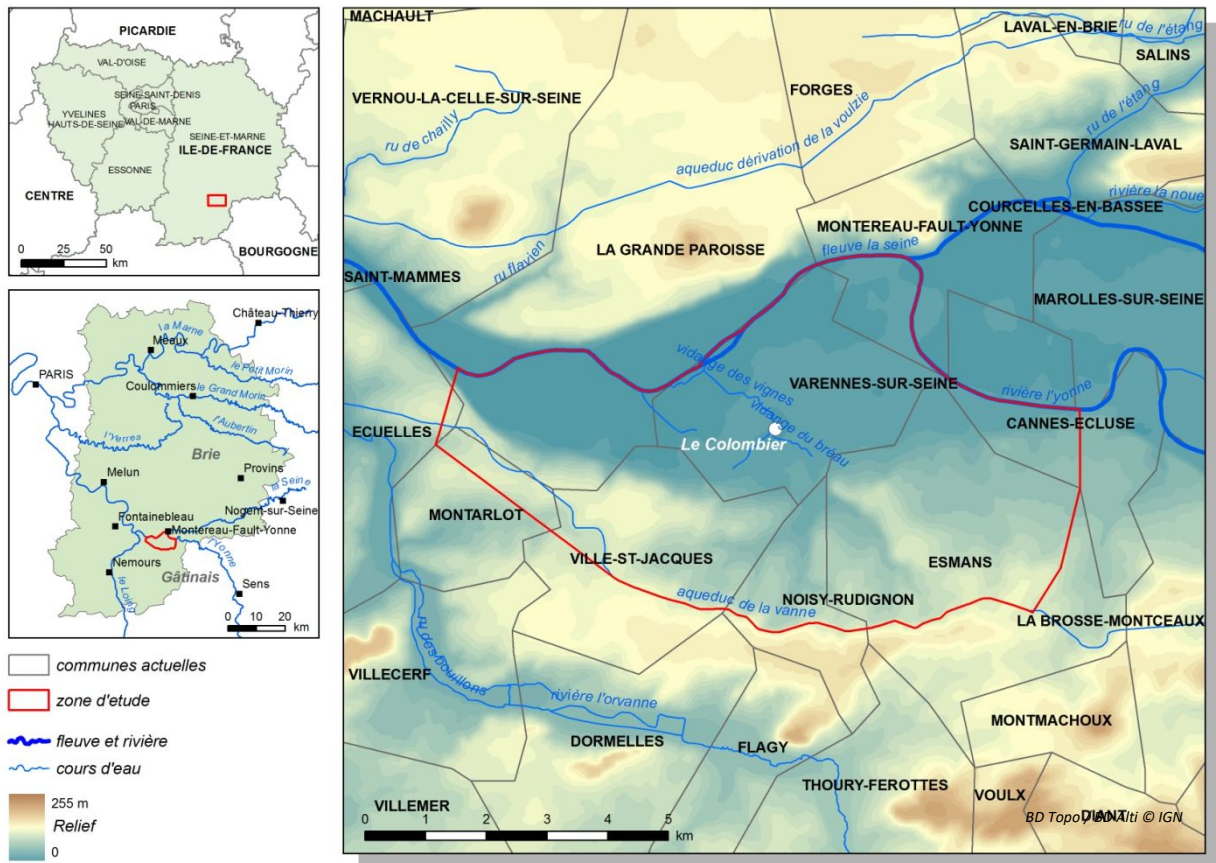 PICARDIE
VAL-D'OISE
SEINE-SAINT-DENIS
PARIS
YVELINES
HAUTS-DE-SEINE
VAL-DE-MARNE
SEINE-ET-MARNE
ILE-DE-FRANCE
ESSONNE
CENTRE
BOURGOGNE
0 25 50
km
Château-Thierry
la Marne
Meaux
PARIS
le Petit Morin
Coulommiers
le Grand Morin
l'Aubertin
l'Yerres
Brie
Melun
Provins
la Seine
Nogent-sur-Seine
Fontainebleau
Montereau-Fault-Yonne
l'Yonne
Nemours
Gâtinais
le Loing
Sens
0 10 20
km
communes actuelles
zone d'etude
fleuve et rivière
cours d'eau
255 m
Relief
0
MACHAULT
LAVAL-EN-BRIE
ru de l'étang
SALINS
VERNOU-LA-CELLE-SUR-SEINE
FORGES
ru de chailly
ru de l'étang
aqueduc dérivation de la voulzie
SAINT-GERMAIN-LAVAL
rivière la noue
COURCELLES-EN-BASSEE
MONTEREAU-FAULT-YONNE
LA GRANDE PAROISSE
fleuve la seine
ru flavien
SAINT-MAMMES
MAROLLES-SUR-SEINE
vidange des vignes
VARENNES-SUR-SEINE
rivière l'yonne
CANNES-ECLUSE
ECUELLES
vidange du bréau
Le Colombier
MONTARLOT
VILLE-ST-JACQUES
ESMANS
aqueduc de la vanne
NOISY-RUDIGNON
LA BROSSE-MONTCEAUX
ru des bouillons
VILLECERF
rivière l'orvanne
MONTMACHOUX
DORMELLES
FLAGY
THOURY-FEROTTES
VOULX
VILLEMER
DIANT
BD Topo / BD Alti © IGN
0 1 2 3 4 5
km